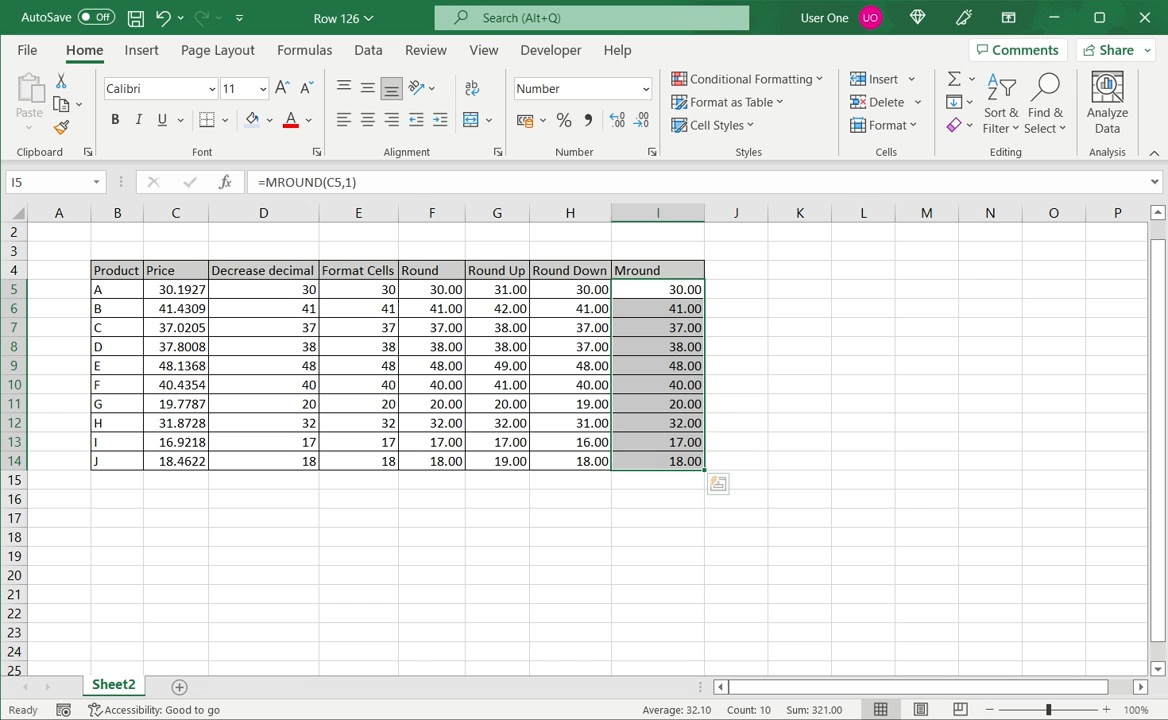 AutoSave Off Row 126 Search (Alt+Q) User One UO
File Home Insert Page Layout Formulas Data Review View Developer Help Comments Share
Paste Calibri 11 A A ab Number Conditional Formatting Insert Σ A Z Sort & Filter Find & Select Analyze Data
Format as Table Delete
B I U A % 9 Cell Styles Format
Clipboard Font Alignment Number Styles Cells Editing Analysis
I5 fx =MROUND(C5,1)
A B C D E F G H I J K L M N O P
2
3
4 Product Price Decrease decimal Format Cells Round Round Up Round Down Mround
5 A 30.1927 30 30 30.00 31.00 30.00 30.00
6 B 41.4309 41 41 41.00 42.00 41.00 41.00
7 C 37.0205 37 37 37.00 38.00 37.00 37.00
8 D 37.8008 38 38 38.00 38.00 37.00 38.00
9 E 48.1368 48 48 48.00 49.00 48.00 48.00
10 F 40.4354 40 40 40.00 41.00 40.00 40.00
11 G 19.7787 20 20 20.00 20.00 19.00 20.00
12 H 31.8728 32 32 32.00 32.00 31.00 32.00
13 I 16.9218 17 17 17.00 17.00 16.00 17.00
14 J 18.4622 18 18 18.00 19.00 18.00 18.00
15
16
17
18
19
20
21
22
23
24
25
Sheet2
Ready Accessibility: Good to go Average: 32.10 Count: 10 Sum: 321.00 100%